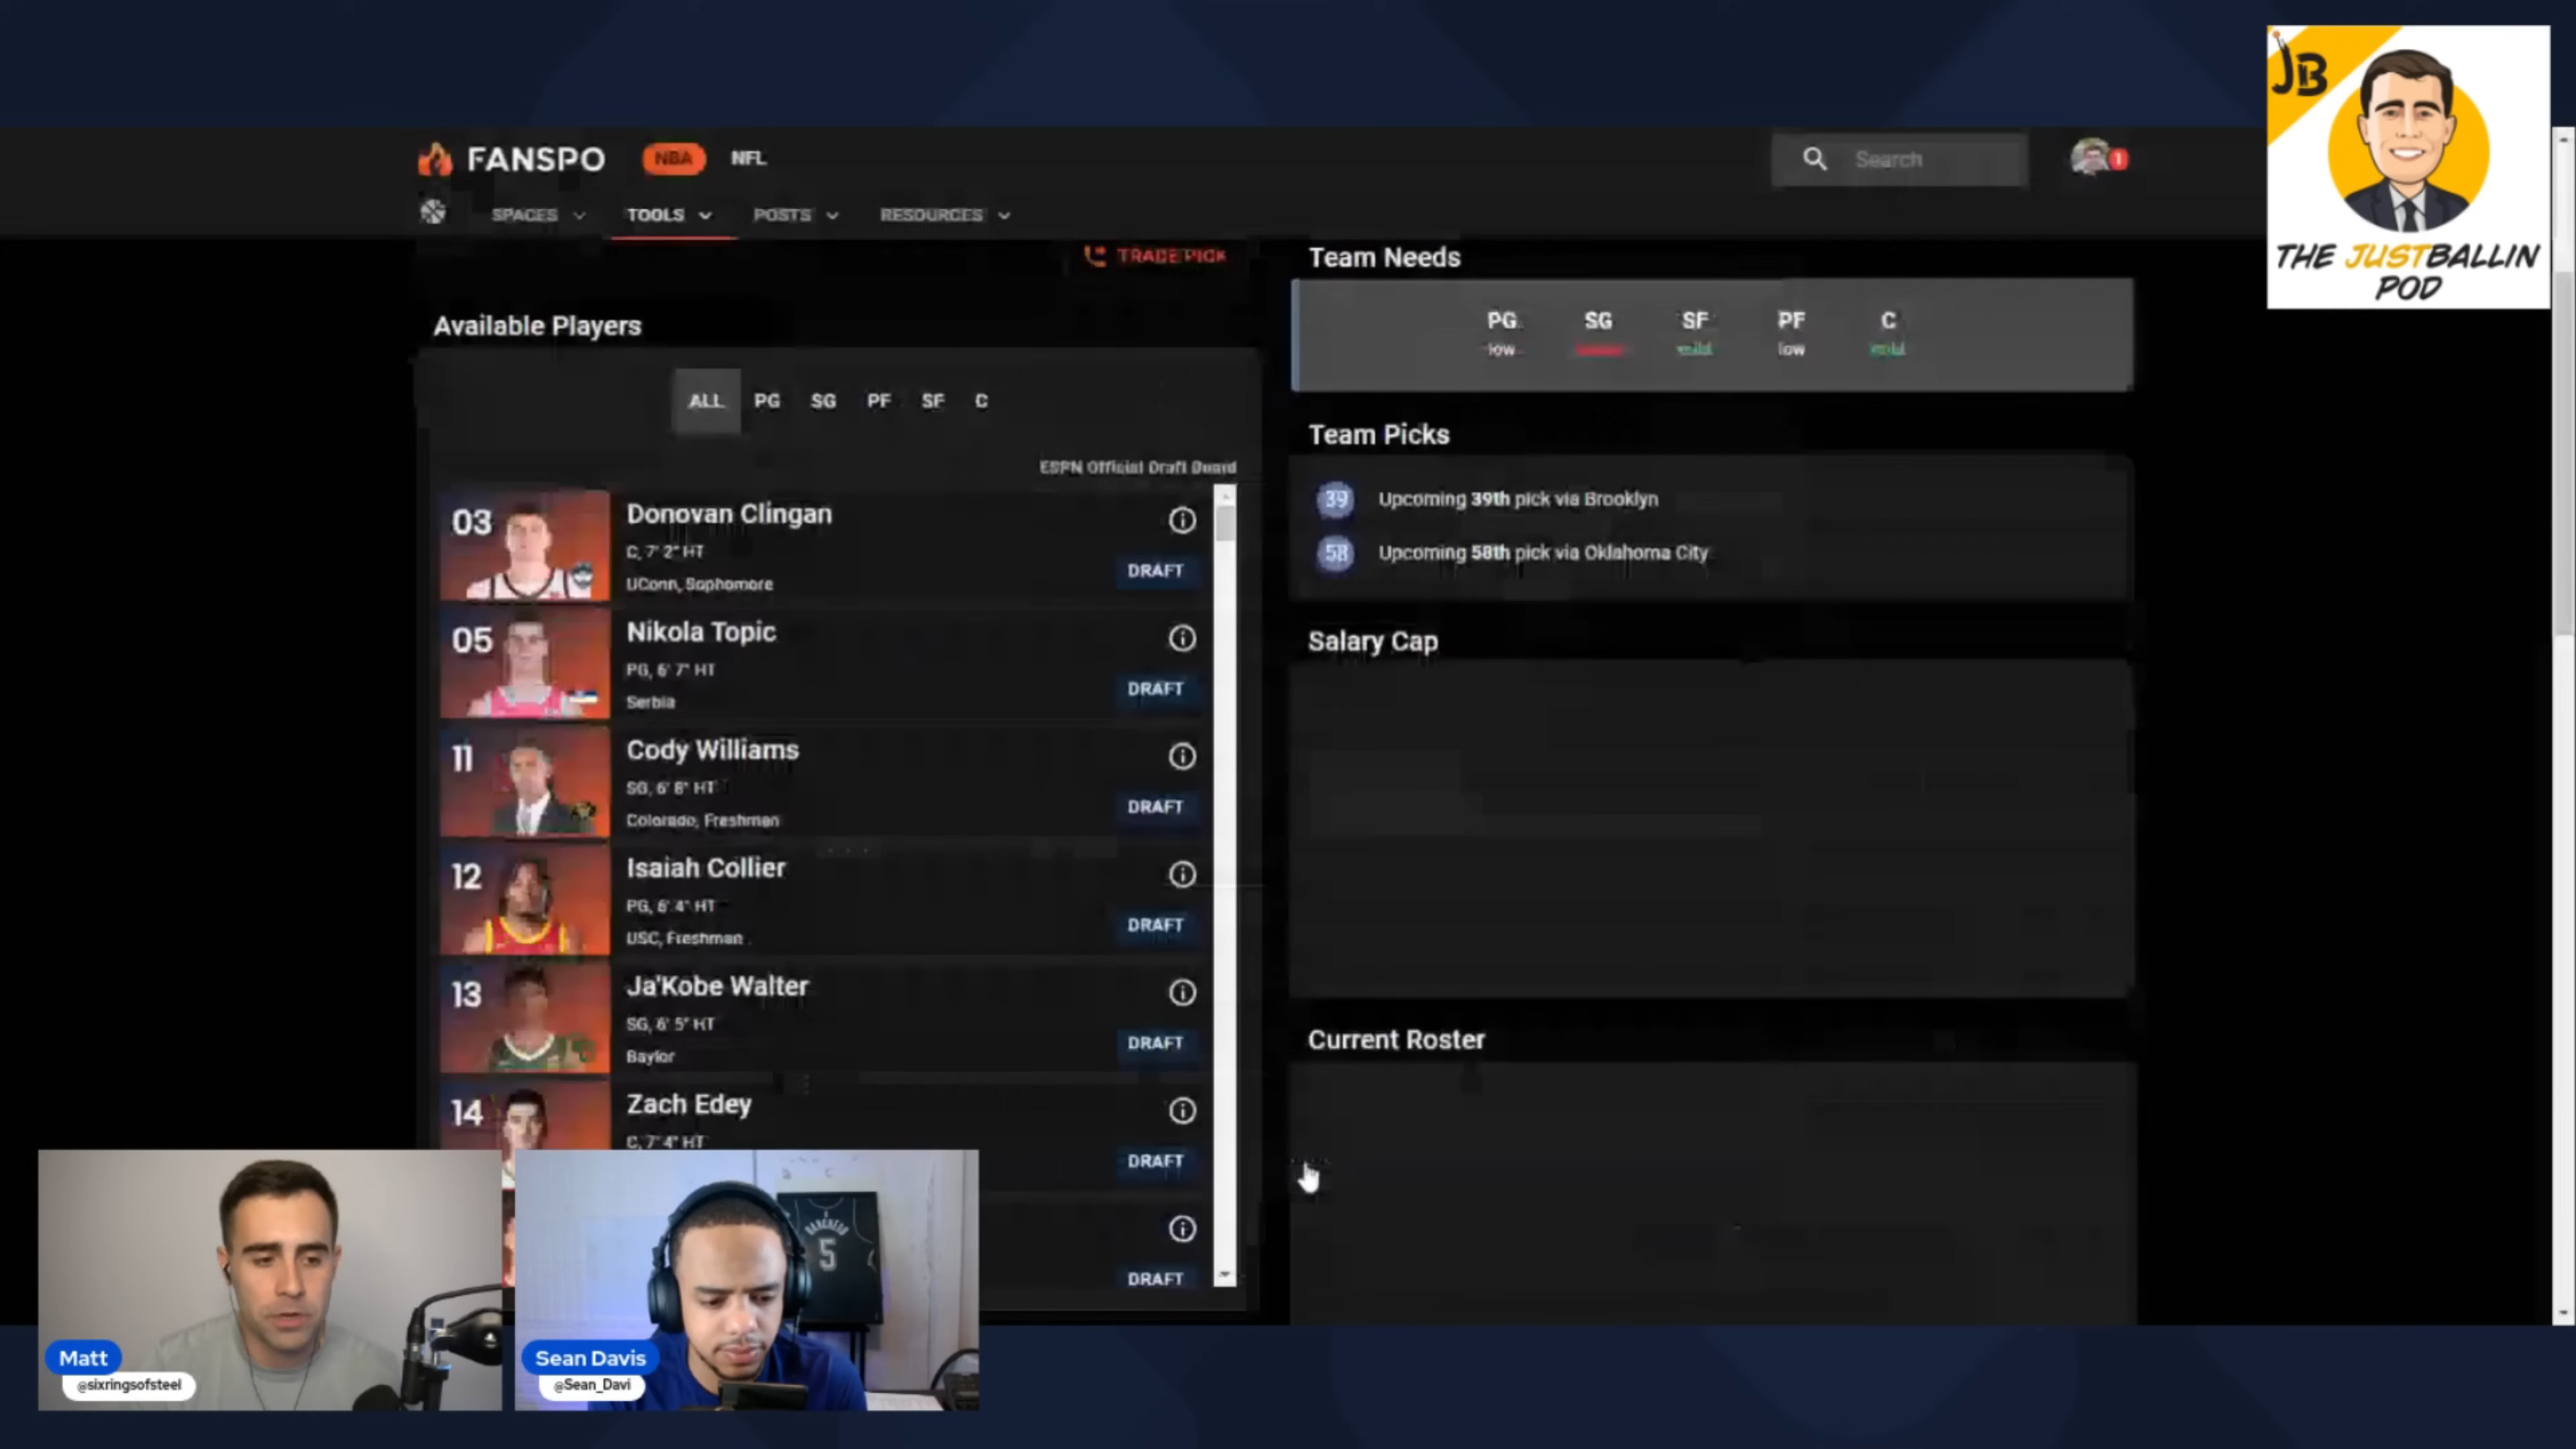 JB
THE JUSTBALLIN
POD
FANSPO
NBA
NFL
Search
1
SPACES
TOOLS
POSTS
RESOURCES
TRADE PICK
Available Players
ALL
PG
SG
PF
SF
C
ESPN Official Draft Board
03
Donovan Clingan
C, 7' 2" HT
UConn, Sophomore
DRAFT
05
Nikola Topic
PG, 6' 7" HT
Serbia
DRAFT
11
Cody Williams
SG, 6' 8" HT
Colorado, Freshman
DRAFT
12
Isaiah Collier
PG, 6' 4" HT
USC, Freshman
DRAFT
13
Ja'Kobe Walter
SG, 6' 5" HT
Baylor
DRAFT
14
Zach Edey
C, 7' 4" HT
DRAFT
DRAFT
Team Needs
PG
SG
SF
PF
C
low
mild
low
mild
Team Picks
39
Upcoming 39th pick via Brooklyn
58
Upcoming 58th pick via Oklahoma City
Salary Cap
Current Roster
BANCHERO
5
Matt
@sixringsofsteel
Sean Davis
@Sean_Davi